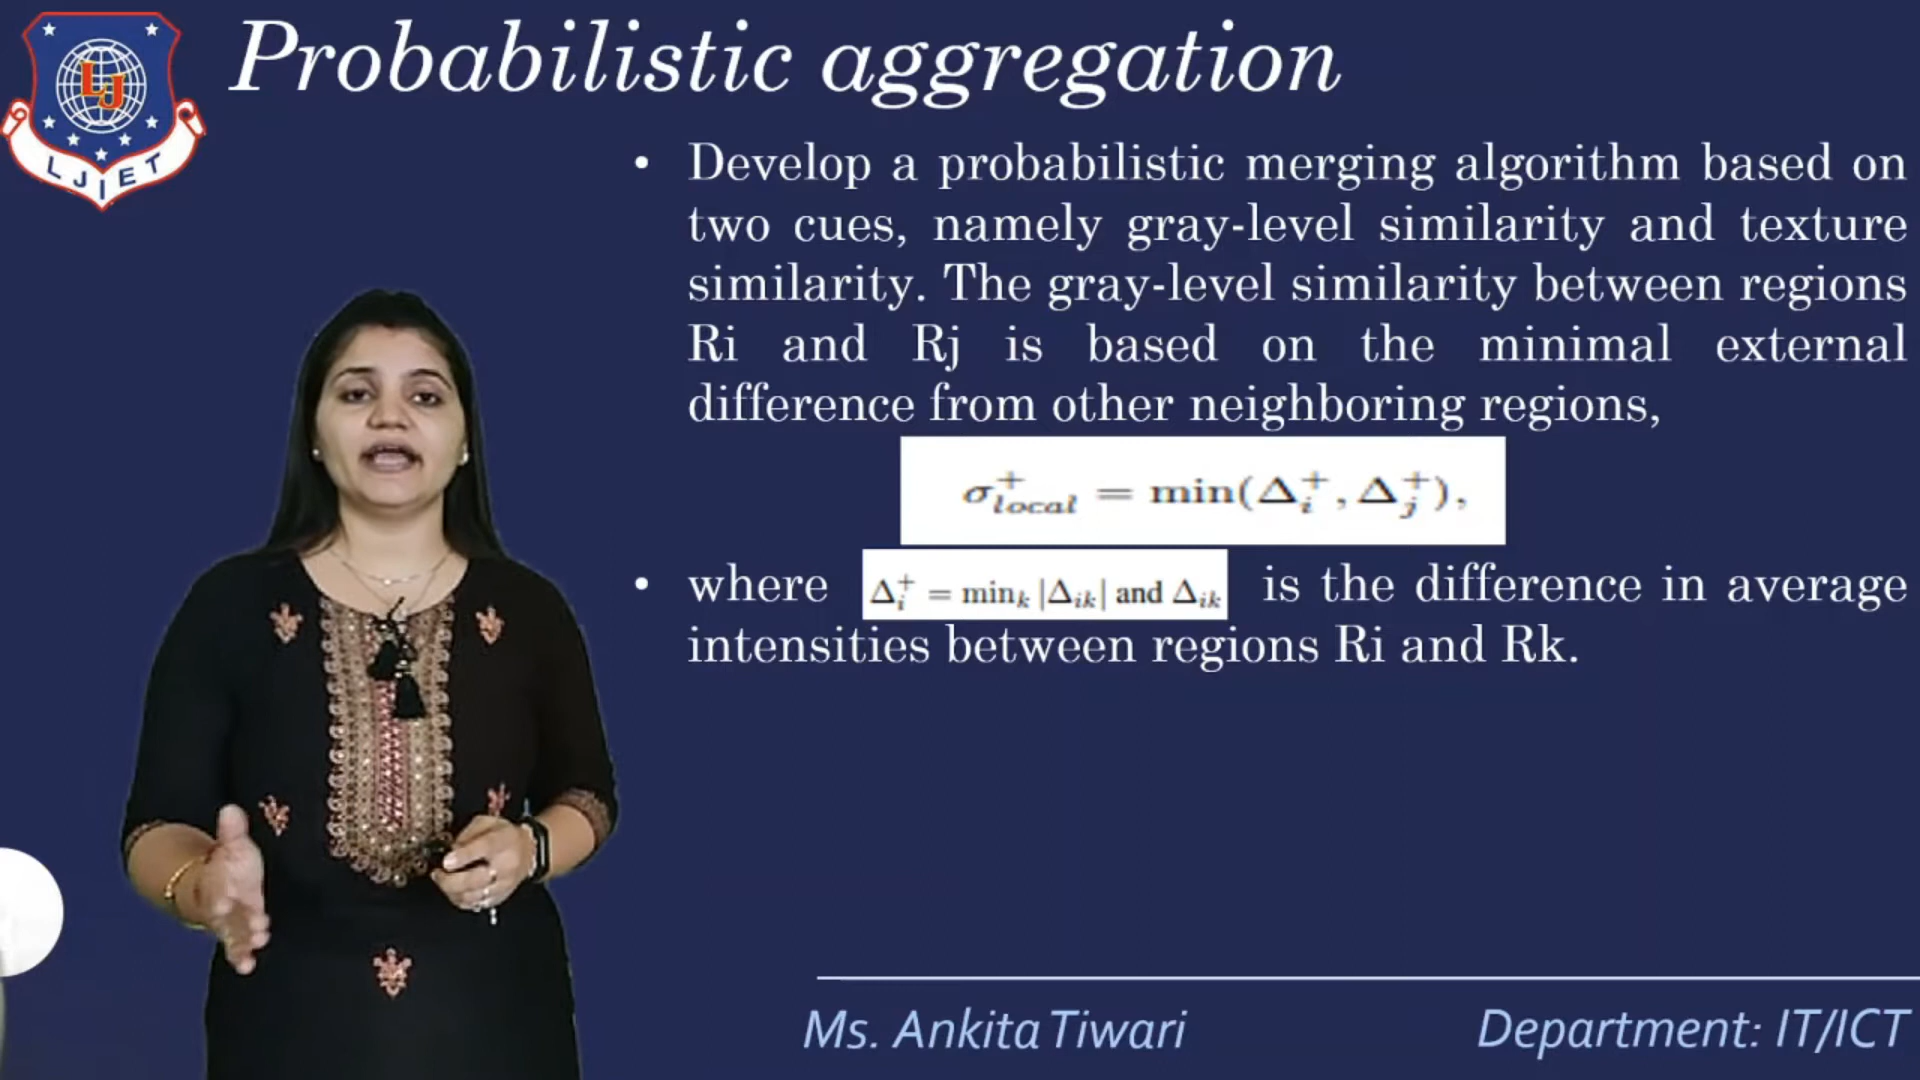 Probabilistic aggregation
LJ
LJIET
• Develop a probabilistic merging algorithm based on
two cues, namely gray-level similarity and texture
similarity. The gray-level similarity between regions
Ri and Rj is based on the minimal external
difference from other neighboring regions,
σ⁺local = min(Δᵢ⁺, Δⱼ⁺),
• where Δᵢ⁺ = minₖ |Δᵢₖ| and Δᵢₖ is the difference in average
intensities between regions Ri and Rk.
Ms. Ankita Tiwari
Department: IT/ICT